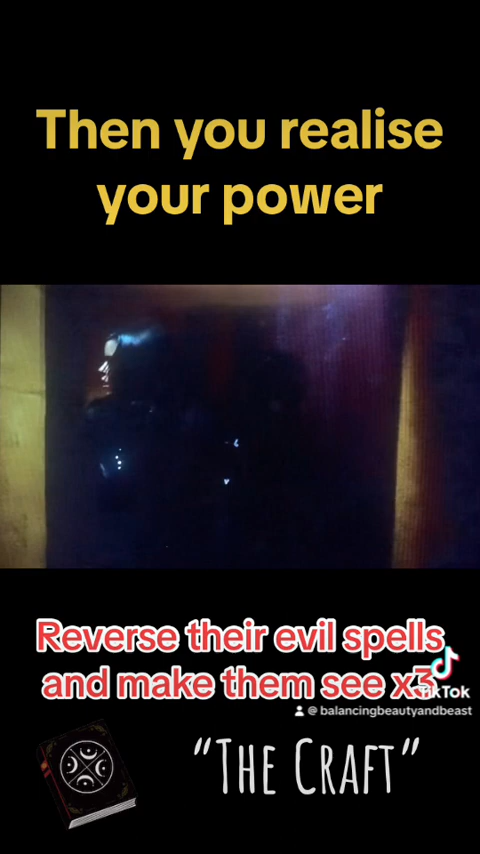 Then you realise
your power
Reverse their evil spells
and make them see x3
TikTok
@balancingbeautyandbeast
“The Craft”